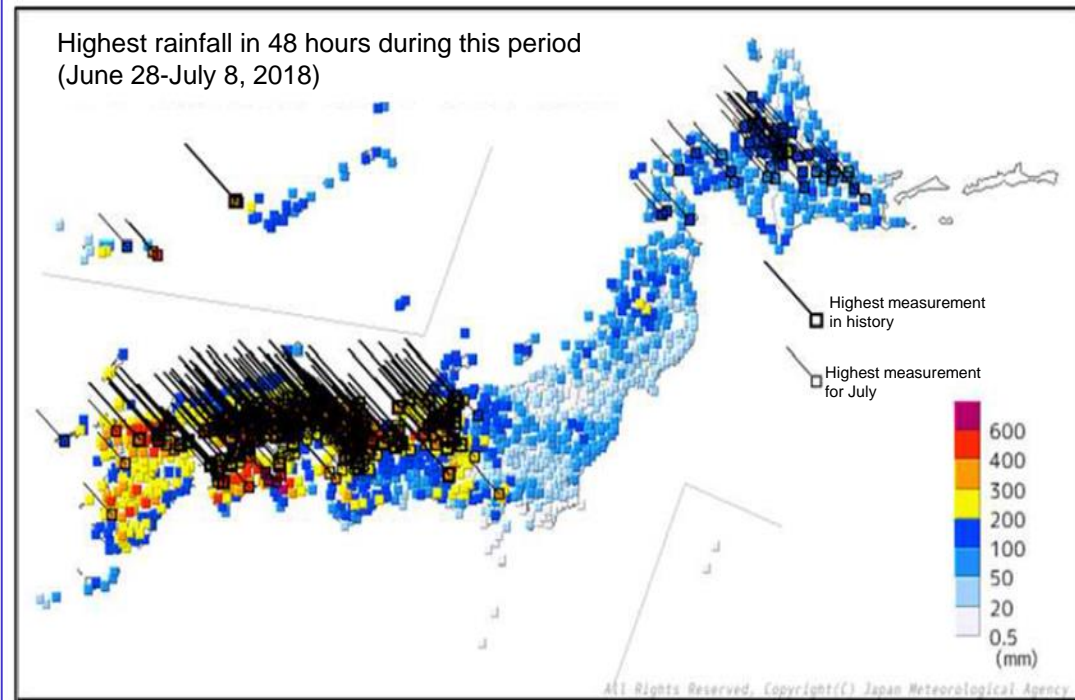 Highest rainfall in 48 hours during this period
(June 28-July 8, 2018)
Highest measurement
in history
Highest measurement
for July
600
400
300
200
100
50
20
0.5
(mm)
All Rights Reserved, Copyright(C) Japan Meteorological Agency